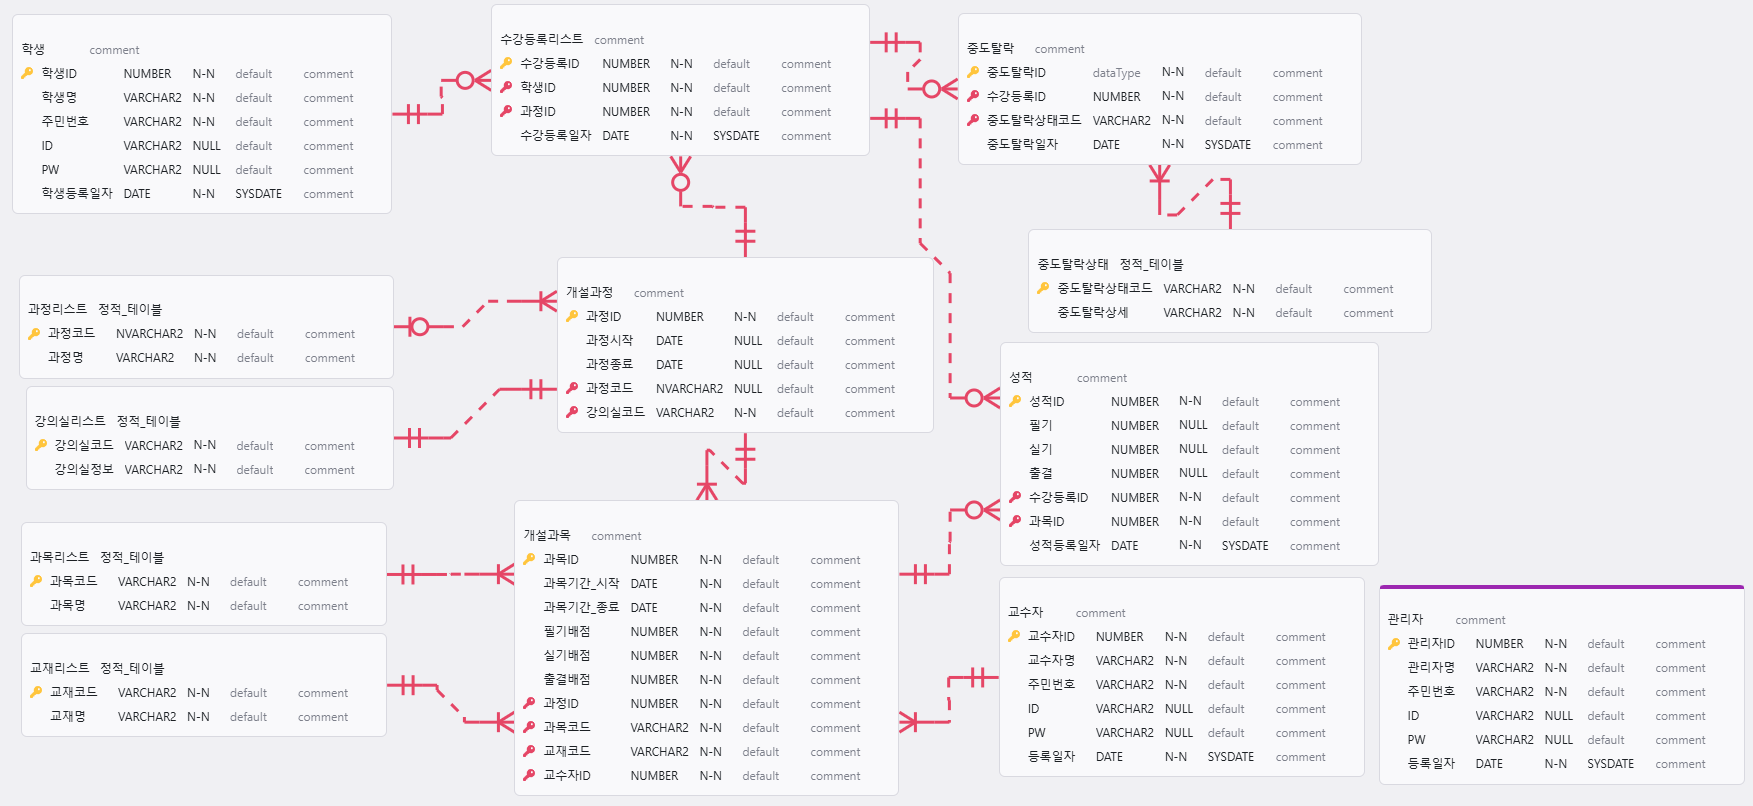 학생 comment
학생ID NUMBER N-N default comment
학생명 VARCHAR2 N-N default comment
주민번호 VARCHAR2 N-N default comment
ID VARCHAR2 NULL default comment
PW VARCHAR2 NULL default comment
학생등록일자 DATE N-N SYSDATE comment
수강등록리스트 comment
수강등록ID NUMBER N-N default comment
학생ID NUMBER N-N default comment
과정ID NUMBER N-N default comment
수강등록일자 DATE N-N SYSDATE comment
중도탈락 comment
중도탈락ID dataType N-N default comment
수강등록ID NUMBER N-N default comment
중도탈락상태코드 VARCHAR2 N-N default comment
중도탈락일자 DATE N-N SYSDATE comment
중도탈락상태 정적_테이블
중도탈락상태코드 VARCHAR2 N-N default comment
중도탈락상세 VARCHAR2 N-N default comment
과정리스트 정적_테이블
과정코드 NVARCHAR2 N-N default comment
과정명 VARCHAR2 N-N default comment
개설과정 comment
과정ID NUMBER N-N default comment
과정시작 DATE NULL default comment
과정종료 DATE NULL default comment
과정코드 NVARCHAR2 NULL default comment
강의실코드 VARCHAR2 N-N default comment
강의실리스트 정적_테이블
강의실코드 VARCHAR2 N-N default comment
강의실정보 VARCHAR2 N-N default comment
성적 comment
성적ID NUMBER N-N default comment
필기 NUMBER NULL default comment
실기 NUMBER NULL default comment
출결 NUMBER NULL default comment
수강등록ID NUMBER N-N default comment
과목ID NUMBER N-N default comment
성적등록일자 DATE N-N SYSDATE comment
과목리스트 정적_테이블
과목코드 VARCHAR2 N-N default comment
과목명 VARCHAR2 N-N default comment
개설과목 comment
과목ID NUMBER N-N default comment
과목기간_시작 DATE N-N default comment
과목기간_종료 DATE N-N default comment
필기배점 NUMBER N-N default comment
실기배점 NUMBER N-N default comment
출결배점 NUMBER N-N default comment
과정ID NUMBER N-N default comment
과목코드 VARCHAR2 N-N default comment
교재코드 VARCHAR2 N-N default comment
교수자ID NUMBER N-N default comment
교재리스트 정적_테이블
교재코드 VARCHAR2 N-N default comment
교재명 VARCHAR2 N-N default comment
교수자 comment
교수자ID NUMBER N-N default comment
교수자명 VARCHAR2 N-N default comment
주민번호 VARCHAR2 N-N default comment
ID VARCHAR2 NULL default comment
PW VARCHAR2 NULL default comment
등록일자 DATE N-N SYSDATE comment
관리자 comment
관리자ID NUMBER N-N default comment
관리자명 VARCHAR2 N-N default comment
주민번호 VARCHAR2 N-N default comment
ID VARCHAR2 NULL default comment
PW VARCHAR2 NULL default comment
등록일자 DATE N-N SYSDATE comment